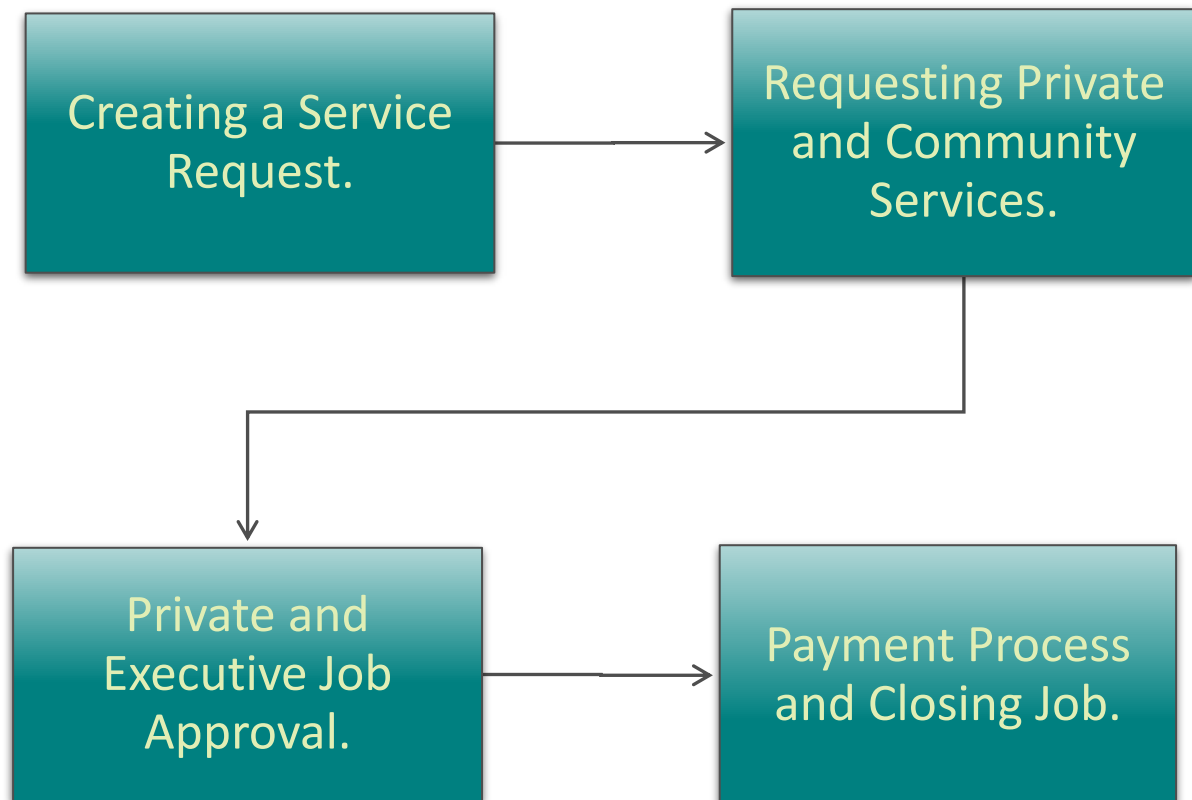 Creating a Service
Request.
Requesting Private
and Community
Services.
Private and
Executive Job
Approval.
Payment Process
and Closing Job.